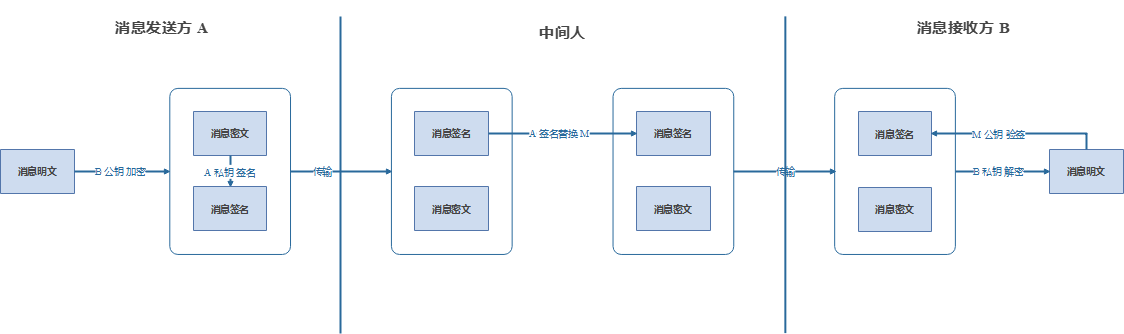 消息发送方 A
中间人
消息接收方 B
消息明文
B 公钥 加密
消息密文
A 私钥 签名
消息签名
传输
消息签名
消息密文
A 签名替换 M
消息签名
消息密文
传输
消息签名
消息密文
M 公钥 验签
B 私钥 解密
消息明文